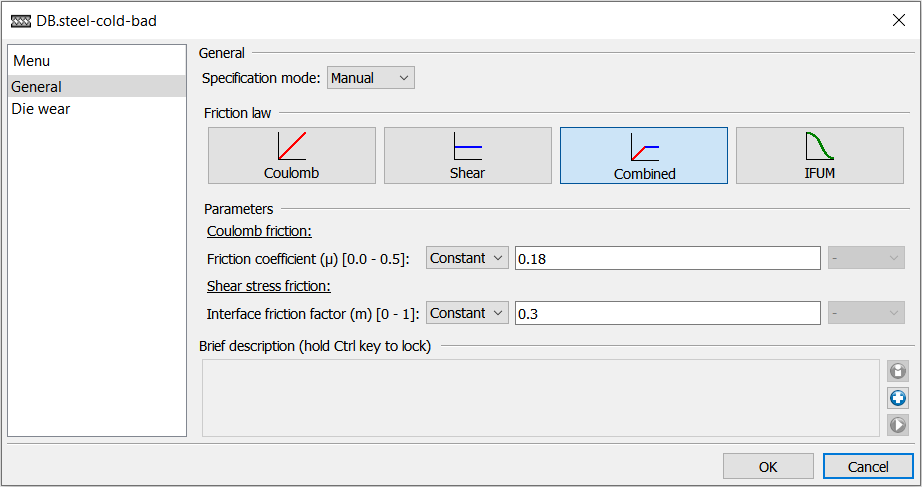 DB.steel-cold-bad
Menu
General
Die wear
General
Specification mode: Manual
Friction law
Coulomb
Shear
Combined
IFUM
Parameters
Coulomb friction:
Friction coefficient (μ) [0.0 - 0.5]: Constant 0.18 -
Shear stress friction:
Interface friction factor (m) [0 - 1]: Constant 0.3 -
Brief description (hold Ctrl key to lock)
OK
Cancel